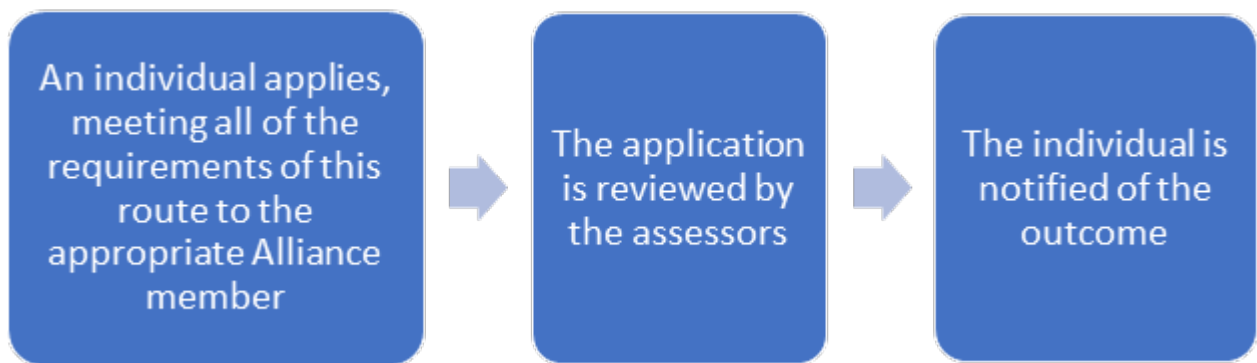 An individual applies,
meeting all of the
requirements of this
route to the
appropriate Alliance
member
The application
is reviewed by
the assessors
The individual is
notified of the
outcome